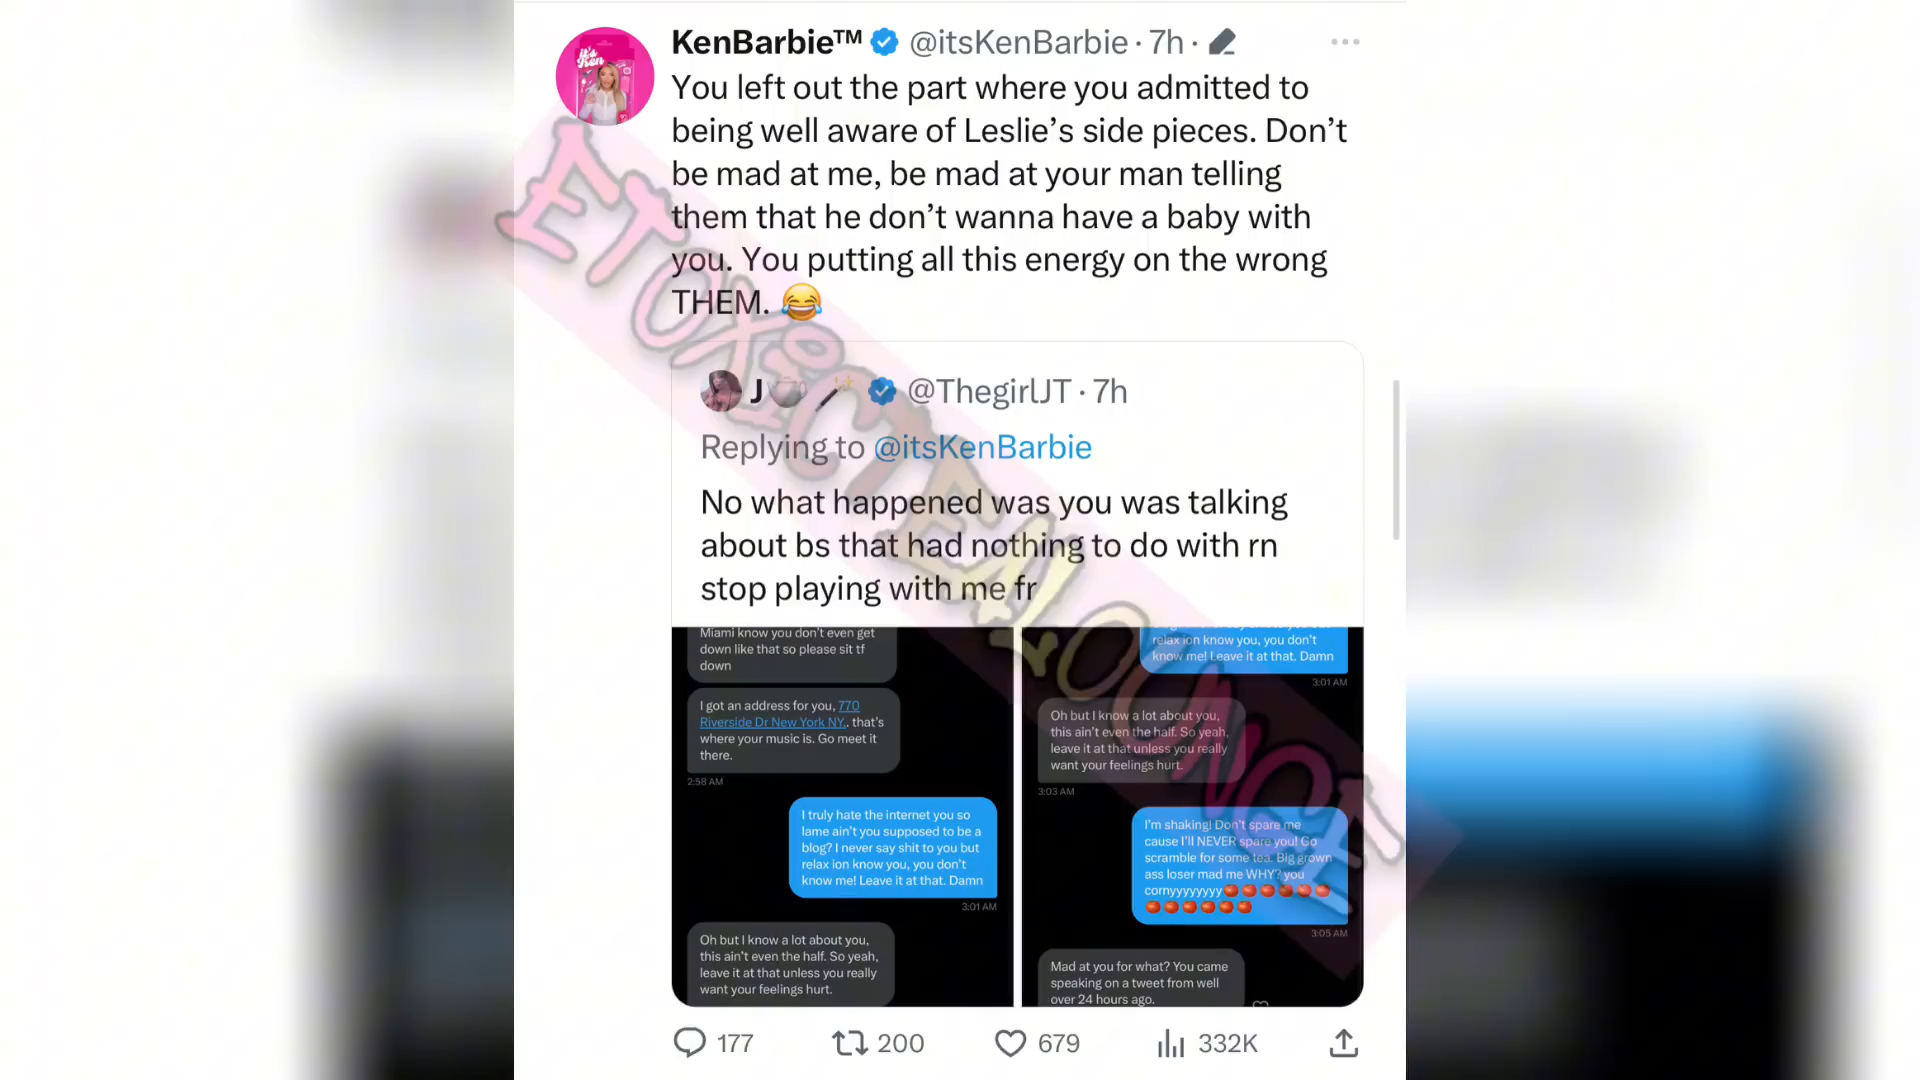 it's
Ken
KenBarbie™ @itsKenBarbie · 7h ·
You left out the part where you admitted to
being well aware of Leslie's side pieces. Don't
be mad at me, be mad at your man telling
them that he don't wanna have a baby with
you. You putting all this energy on the wrong
THEM. 😂
J🫖🪄 @ThegirlJT · 7h
Replying to @itsKenBarbie
No what happened was you was talking
about bs that had nothing to do with rn
stop playing with me fr
Miami know you don't even get
down like that so please sit tf
down
I got an address for you, 770
Riverside Dr New York NY.. that's
where your music is. Go meet it
there.
2:58 AM
I truly hate the internet you so
lame ain't you supposed to be a
blog? I never say shit to you but
relax ion know you, you don't
know me! Leave it at that. Damn
3:01 AM
Oh but I know a lot about you,
this ain't even the half. So yeah,
leave it at that unless you really
want your feelings hurt.
relax ion know you, you don't
know me! Leave it at that. Damn
3:01 AM
Oh but I know a lot about you,
this ain't even the half. So yeah,
leave it at that unless you really
want your feelings hurt.
3:03 AM
I'm shaking! Don't spare me
cause I'll NEVER spare you! Go
scramble for some tea. Big grown
ass loser mad me WHY? you
cornyyyyyyyy🍅🍅🍅🍅🍅🍅
🍅🍅🍅🍅🍅🍅
3:05 AM
Mad at you for what? You came
speaking on a tweet from well
over 24 hours ago.
177 200 679 332K
ETOXICTEALOUNGE